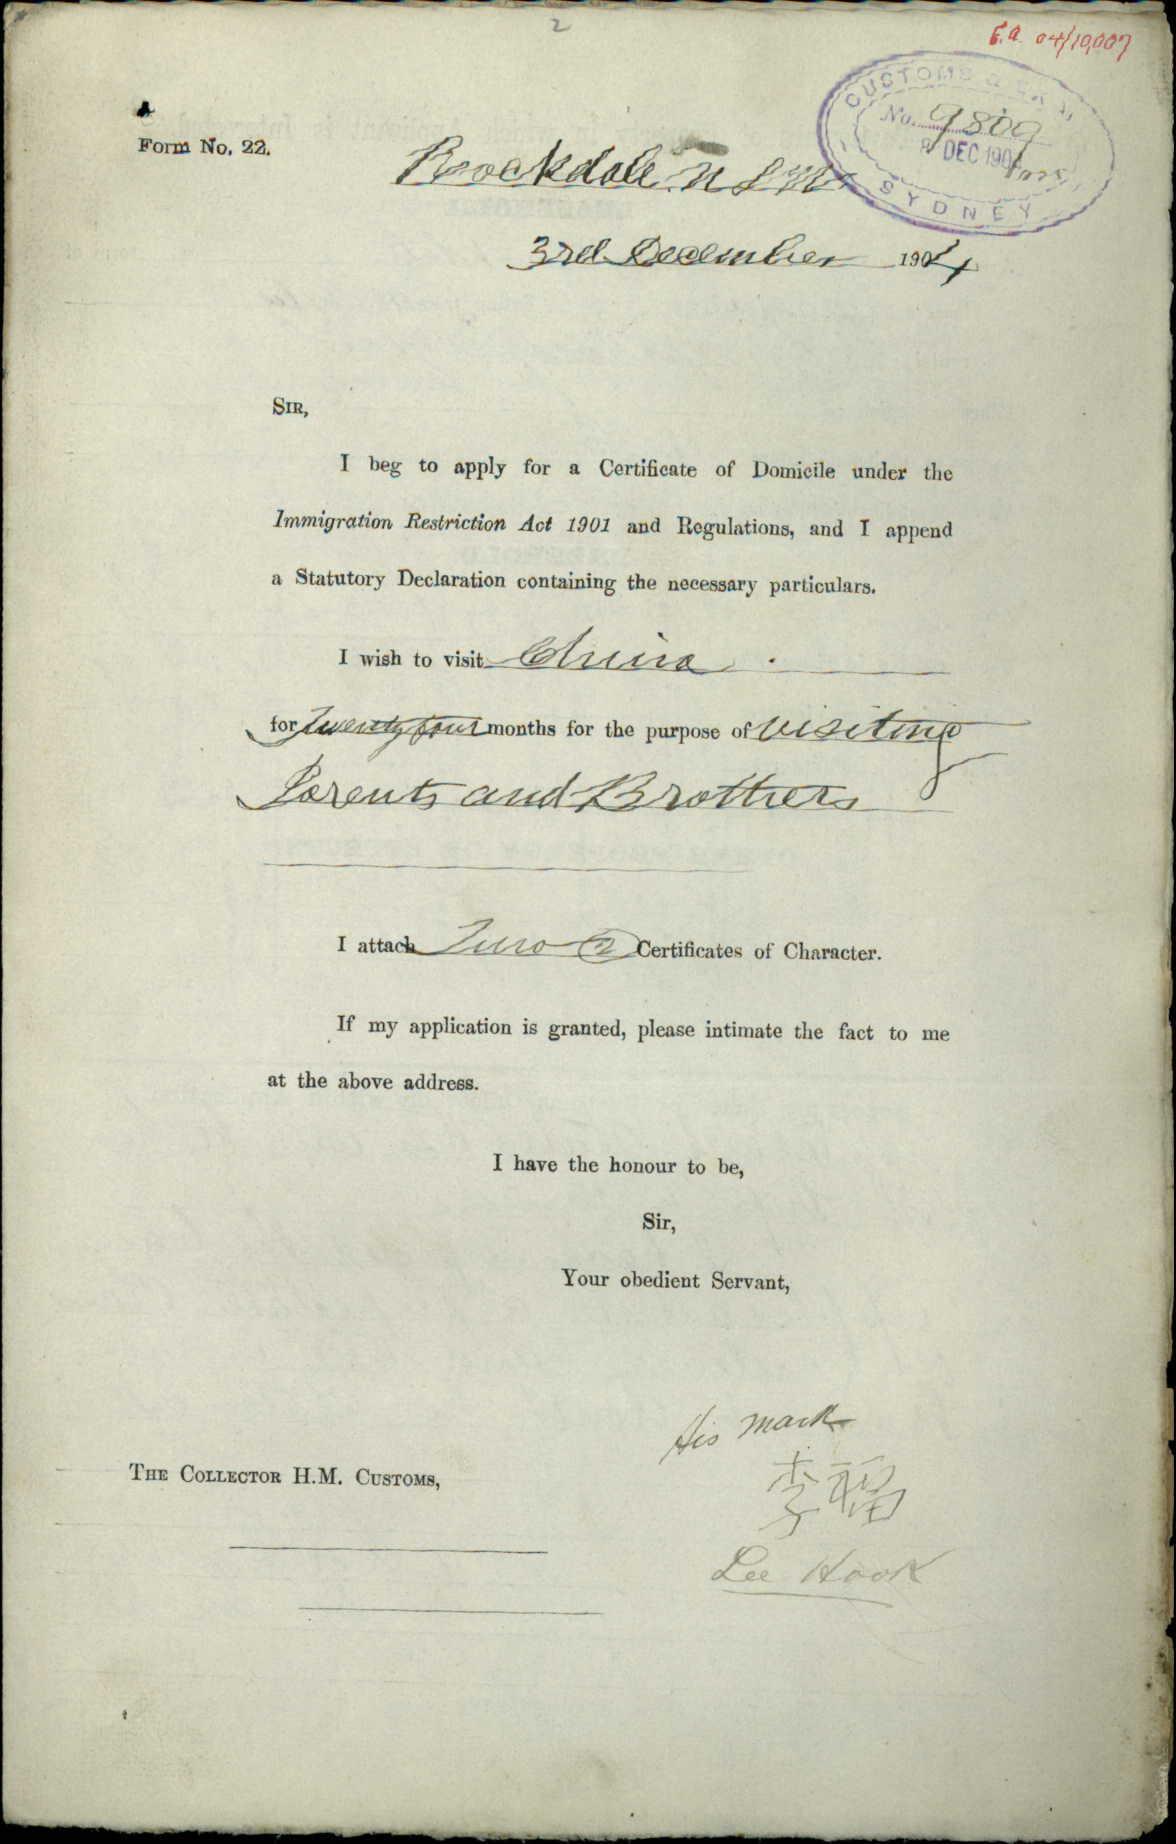 2
E.A. 04/10,007
CUSTOMS &
No. 9809
8 DEC 1904
SYDNEY
Form No. 22.
Rockdale N S W
3rd December 1904
SIR,
I beg to apply for a Certificate of Domicile under the
Immigration Restriction Act 1901 and Regulations, and I append
a Statutory Declaration containing the necessary particulars.
I wish to visit China
for Twenty four months for the purpose of visiting
Parents and Brothers
I attach Two (2) Certificates of Character.
If my application is granted, please intimate the fact to me
at the above address.
I have the honour to be,
Sir,
Your obedient Servant,
His mark
THE COLLECTOR H.M. CUSTOMS,
李福
Lee Hook